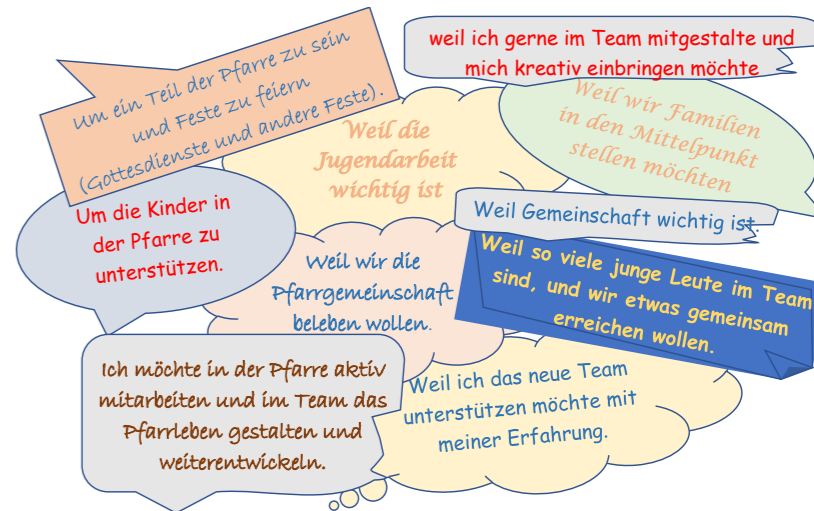 Um ein Teil der Pfarre zu sein
und Feste zu feiern
(Gottesdienste und andere Feste).
weil ich gerne im Team mitgestalte und
mich kreativ einbringen möchte
Weil die
Jugendarbeit
wichtig ist
Weil wir Familien
in den Mittelpunkt
stellen möchten
Um die Kinder in
der Pfarre zu
unterstützen.
Weil Gemeinschaft wichtig ist.
Weil wir die
Pfarrgemeinschaft
beleben wollen.
Weil so viele junge Leute im Team
sind, und wir etwas gemeinsam
erreichen wollen.
Ich möchte in der Pfarre aktiv
mitarbeiten und im Team das
Pfarrleben gestalten und
weiterentwickeln.
Weil ich das neue Team
unterstützen möchte mit
meiner Erfahrung.